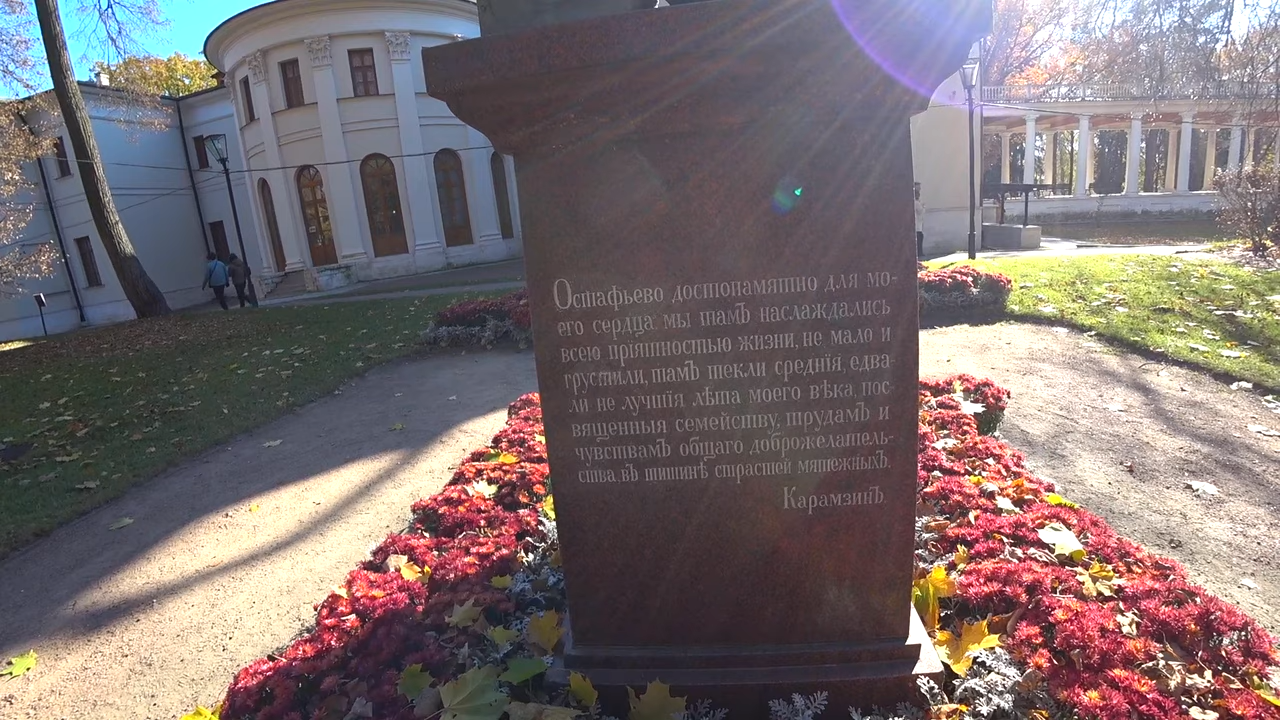 Остафьево достопамятно для мо-
его сердца: мы тамъ наслаждались
всею пріятностью жизни, не мало и
грустили, тамъ текли среднія, едва-
ли не лучшія лѣта моего вѣка, пос
вященныя семейству, трудамъ и
чувствамъ общаго доброжелатель-
ства, въ тишинѣ страстей мятежныхъ.
Карамзинъ.